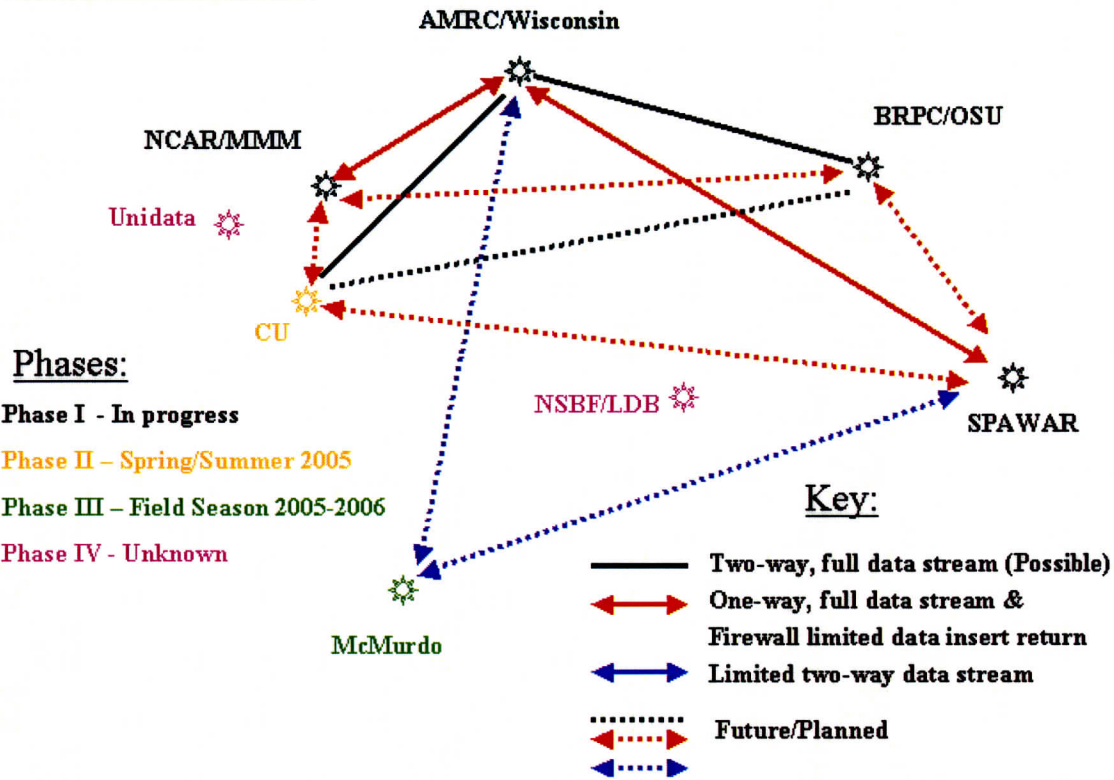 AMRC/Wisconsin
BRPC/OSU
NCAR/MMM
Unidata
CU
Phases:
NSBF/LDB
SPAWAR
Phase I - In progress
Phase II – Spring/Summer 2005
Phase III – Field Season 2005-2006
Phase IV - Unknown
McMurdo
Key:
Two-way, full data stream (Possible)
One-way, full data stream &
Firewall limited data insert return
Limited two-way data stream
Future/Planned